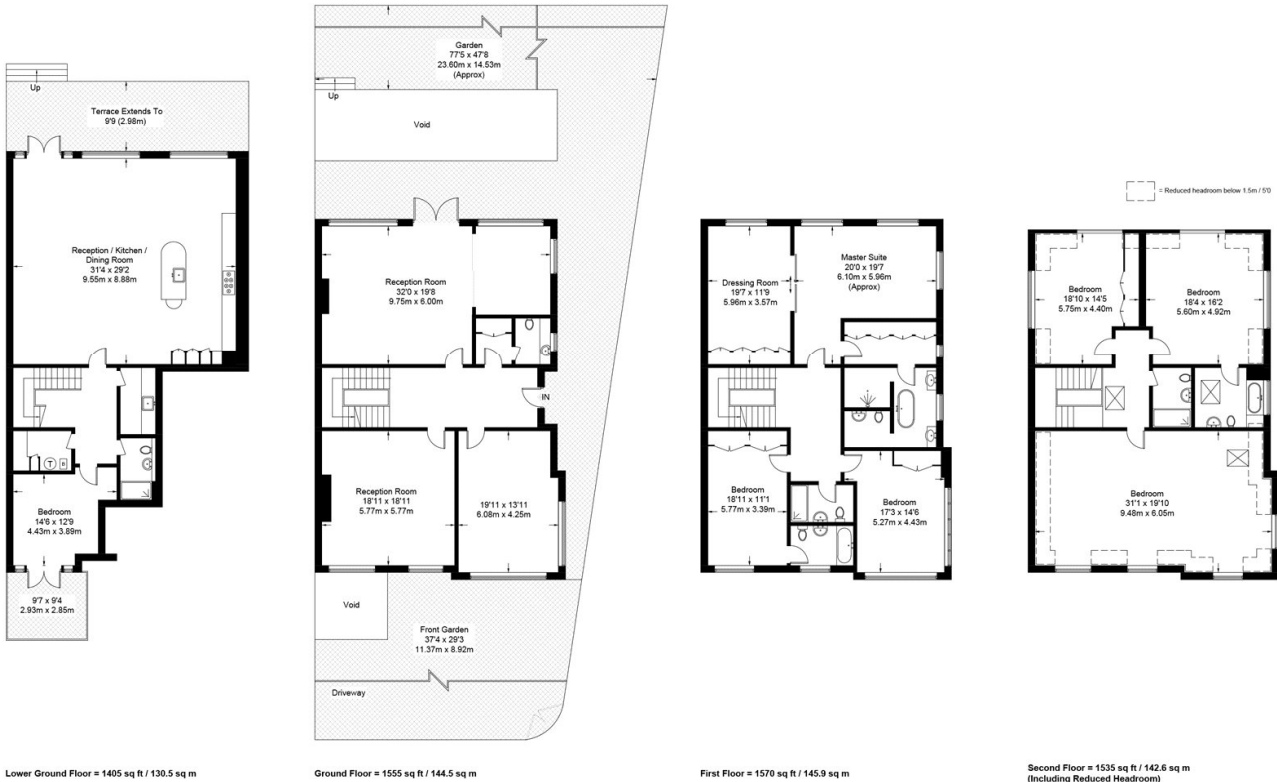 Up
Terrace Extends To
9'9 (2.98m)
Reception / Kitchen /
Dining Room
31'4 x 29'2
9.55m x 8.88m
T
B
Bedroom
14'6 x 12'9
4.43m x 3.89m
9'7 x 9'4
2.93m x 2.85m
Lower Ground Floor = 1405 sq ft / 130.5 sq m
Garden
77'5 x 47'8
23.60m x 14.53m
(Approx)
Up
Void
Reception Room
32'0 x 19'8
9.75m x 6.00m
IN
Reception Room
18'11 x 18'11
5.77m x 5.77m
19'11 x 13'11
6.08m x 4.25m
Void
Front Garden
37'4 x 29'3
11.37m x 8.92m
Driveway
Ground Floor = 1555 sq ft / 144.5 sq m
Dressing Room
19'7 x 11'9
5.96m x 3.57m
Master Suite
20'0 x 19'7
6.10m x 5.96m
(Approx)
Bedroom
18'11 x 11'1
5.77m x 3.39m
Bedroom
17'3 x 14'6
5.27m x 4.43m
First Floor = 1570 sq ft / 145.9 sq m
= Reduced headroom below 1.5m / 5'0
Bedroom
18'10 x 14'5
5.75m x 4.40m
Bedroom
18'4 x 16'2
5.60m x 4.92m
Bedroom
31'1 x 19'10
9.48m x 6.05m
Second Floor = 1535 sq ft / 142.6 sq m
(Including Reduced Headroom)